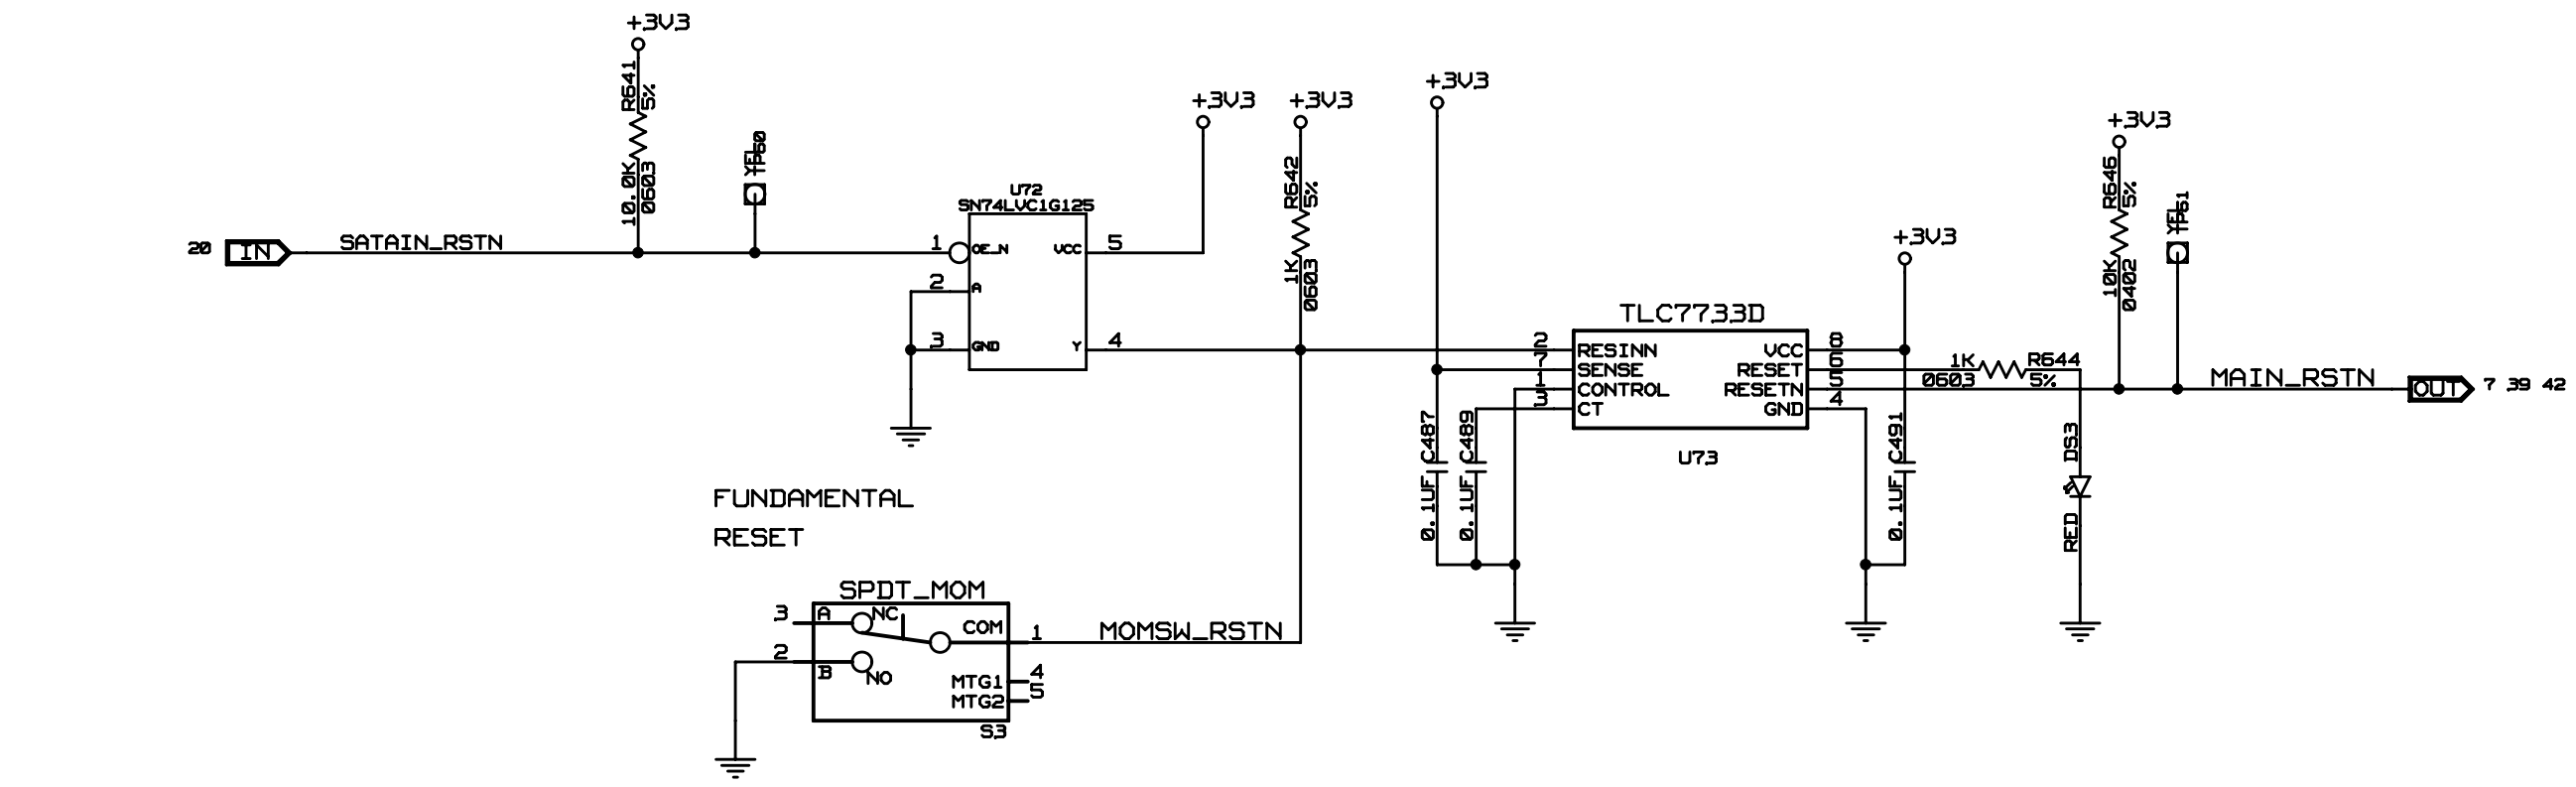 +3V3
R641
5%
10.0K
0603
YEL
TP60
20
IN
SATAIN_RSTN
U72
SN74LVC1G125
1
OE_N
VCC
5
2
A
3
GND
Y
4
+3V3
+3V3
R642
5%
1K
0603
+3V3
TLC7733D
2
RESINN
VCC
8
7
SENSE
RESET
6
1
CONTROL
RESETN
5
3
CT
GND
4
U73
C487
0.1UF
C489
0.1UF
+3V3
C491
0.1UF
1K
R644
0603
5%
DS3
RED
+3V3
R646
5%
10K
0402
YEL
TP61
MAIN_RSTN
OUT
7 39 42
FUNDAMENTAL
RESET
SPDT_MOM
3
A
NC
COM
1
MOMSW_RSTN
2
B
NO
MTG1
4
MTG2
5
S3